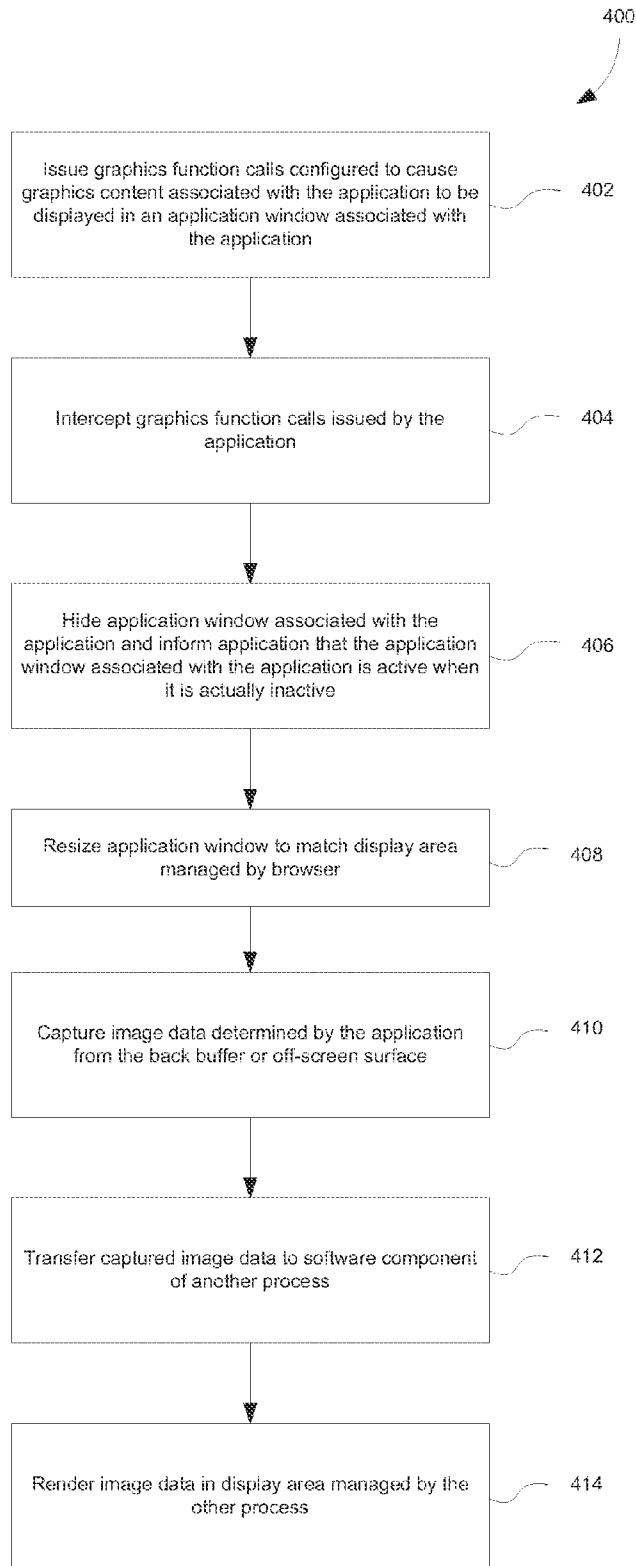 400
Issue graphics function calls configured to cause
graphics content associated with the application to be
displayed in an application window associated with
the application
402
Intercept graphics function calls issued by the
application
404
Hide application window associated with the
application and inform application that the application
window associated with the application is active when
it is actually inactive
406
Resize application window to match display area
managed by browser
408
Capture image data determined by the application
from the back buffer or off-screen surface
410
Transfer captured image data to software component
of another process
412
Render image data in display area managed by the
other process
414